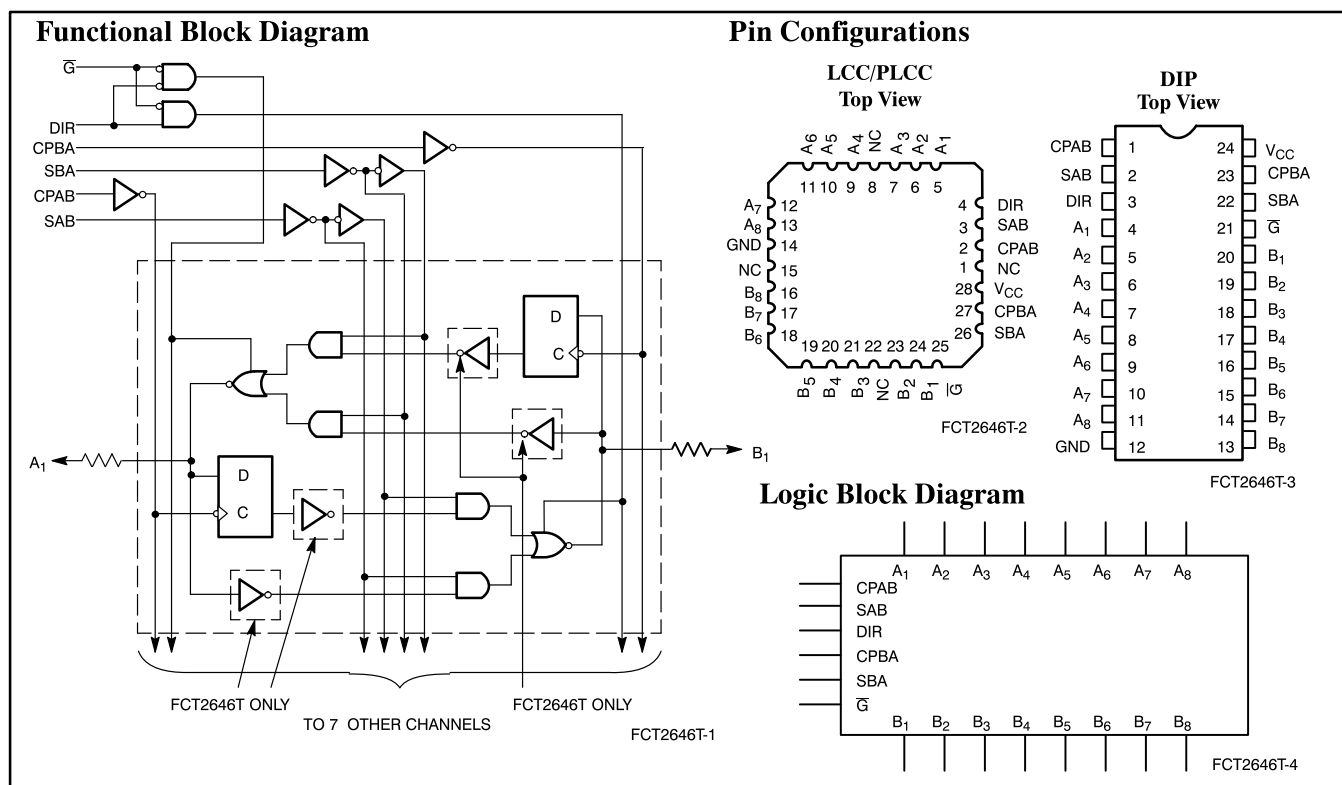 Functional Block Diagram
G
DIR
CPBA
SBA
CPAB
SAB
D
C
A1
B1
D
C
FCT2646T ONLY
FCT2646T ONLY
TO 7 OTHER CHANNELS
FCT2646T-1
Pin Configurations
LCC/PLCC
Top View
A6 A5 A4 NC A3 A2 A1
11 10 9 8 7 6 5
A7 12
A8 13
GND 14
NC 15
B8 16
B7 17
B6 18
4 DIR
3 SAB
2 CPAB
1 NC
28 VCC
27 CPBA
26 SBA
19 20 21 22 23 24 25
B5 B4 B3 NC B2 B1 G
FCT2646T-2
DIP
Top View
CPAB 1 24 VCC
SAB 2 23 CPBA
DIR 3 22 SBA
A1 4 21 G
A2 5 20 B1
A3 6 19 B2
A4 7 18 B3
A5 8 17 B4
A6 9 16 B5
A7 10 15 B6
A8 11 14 B7
GND 12 13 B8
FCT2646T-3
Logic Block Diagram
A1 A2 A3 A4 A5 A6 A7 A8
CPAB
SAB
DIR
CPBA
SBA
G
B1 B2 B3 B4 B5 B6 B7 B8
FCT2646T-4